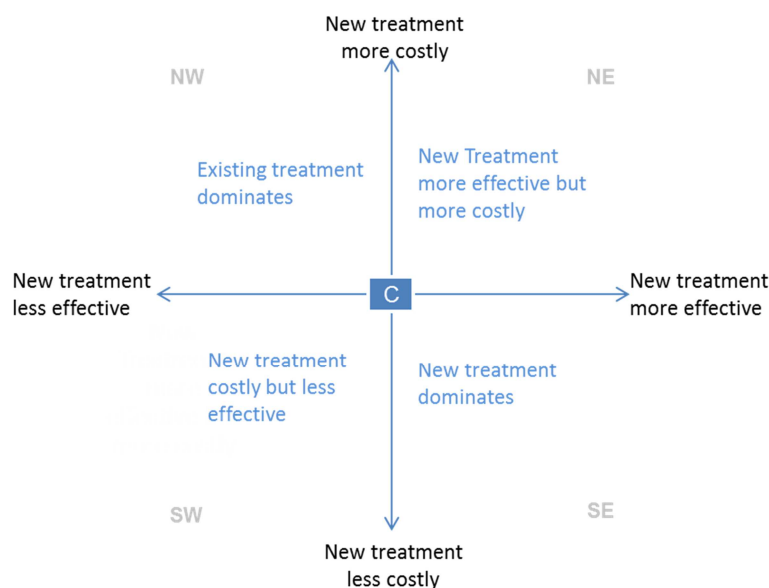 New treatment
more costly
NW
NE
Existing treatment
dominates
New Treatment
more effective but
more costly
New treatment
less effective
C
New treatment
more effective
New treatment
costly but less
effective
New treatment
dominates
SW
SE
New treatment
less costly